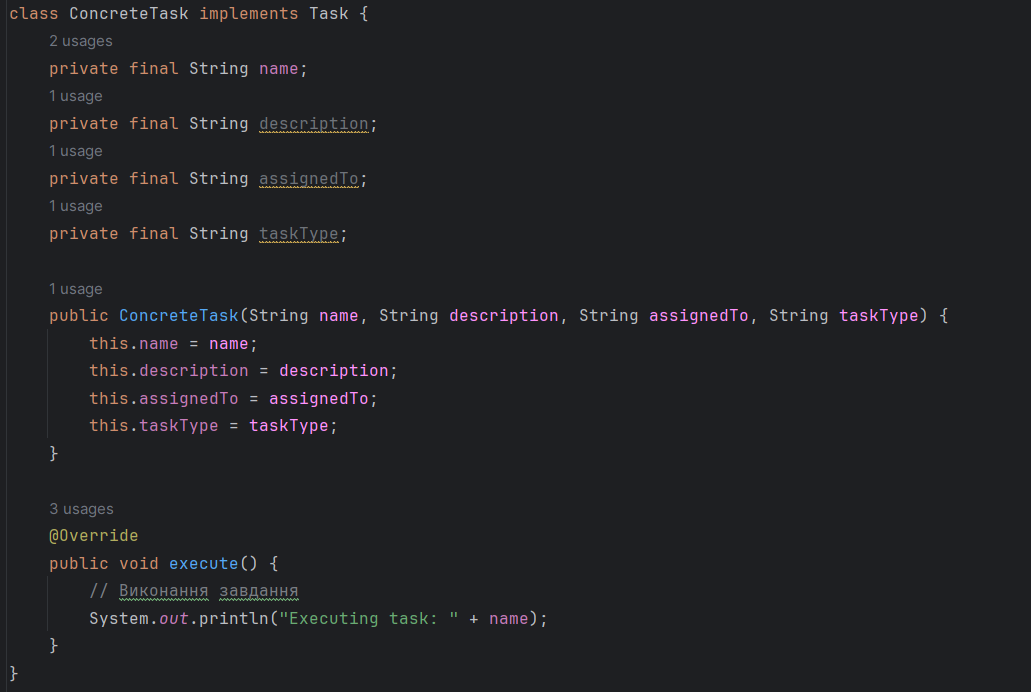 class ConcreteTask implements Task {
2 usages
private final String name;
1 usage
private final String description;
1 usage
private final String assignedTo;
1 usage
private final String taskType;
1 usage
public ConcreteTask(String name, String description, String assignedTo, String taskType) {
this.name = name;
this.description = description;
this.assignedTo = assignedTo;
this.taskType = taskType;
}
3 usages
@Override
public void execute() {
// Виконання завдання
System.out.println("Executing task: " + name);
}
}